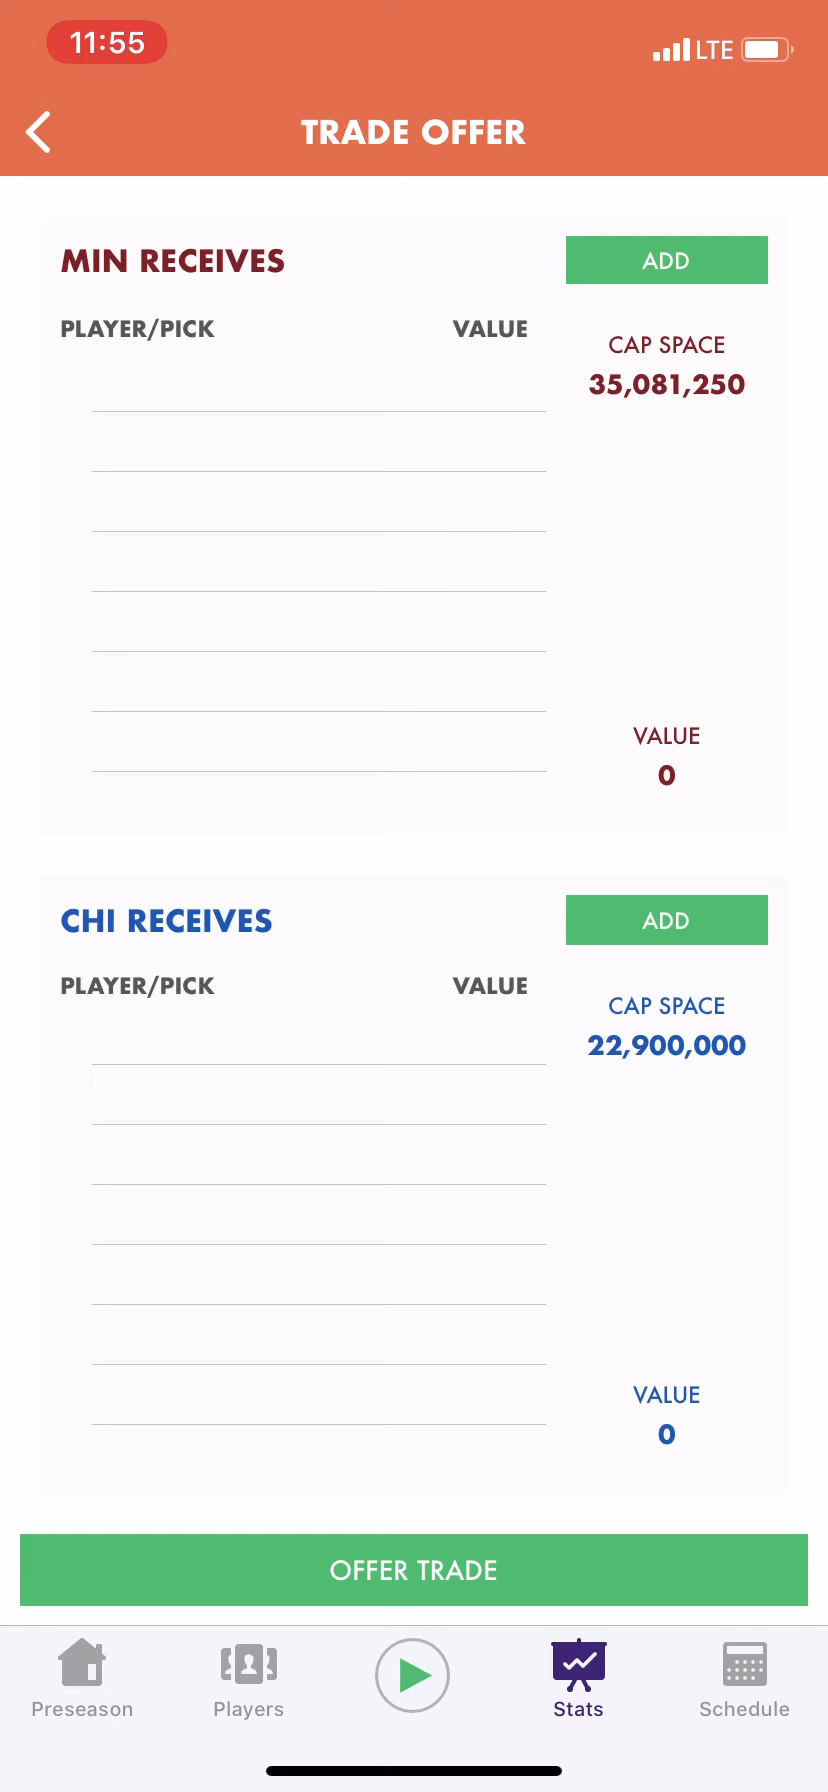 11:55
LTE
TRADE OFFER
MIN RECEIVES
ADD
PLAYER/PICK VALUE
CAP SPACE
35,081,250
VALUE
0
CHI RECEIVES
ADD
PLAYER/PICK VALUE
CAP SPACE
22,900,000
VALUE
0
OFFER TRADE
Preseason Players Stats Schedule